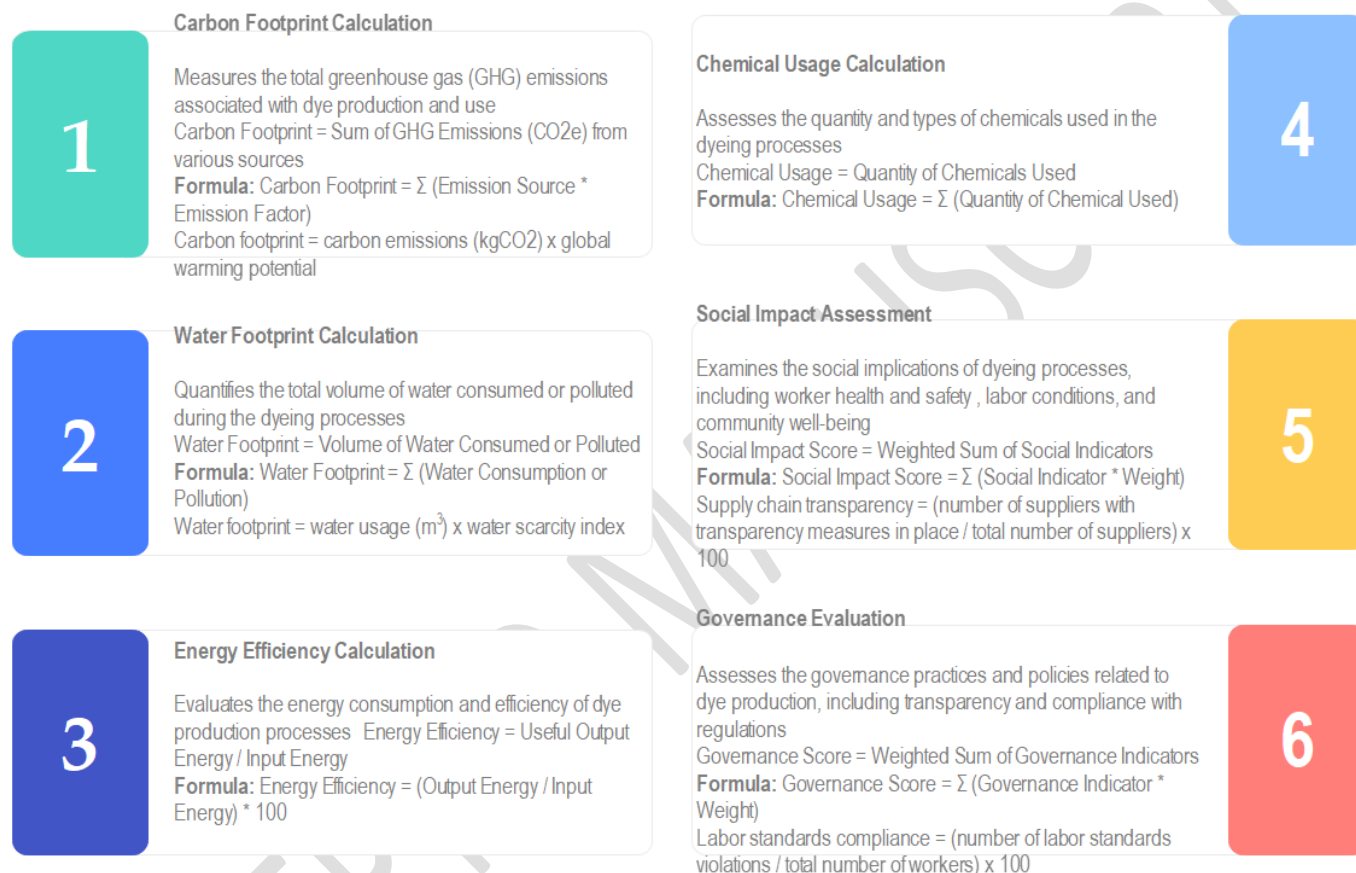 Carbon Footprint Calculation
1
Measures the total greenhouse gas (GHG) emissions
associated with dye production and use
Carbon Footprint = Sum of GHG Emissions (CO2e) from
various sources
Formula: Carbon Footprint = Σ (Emission Source *
Emission Factor)
Carbon footprint = carbon emissions (kgCO2) x global
warming potential
Water Footprint Calculation
2
Quantifies the total volume of water consumed or polluted
during the dyeing processes
Water Footprint = Volume of Water Consumed or Polluted
Formula: Water Footprint = Σ (Water Consumption or
Pollution)
Water footprint = water usage (m³) x water scarcity index
3
Energy Efficiency Calculation
Evaluates the energy consumption and efficiency of dye
production processes Energy Efficiency = Useful Output
Energy / Input Energy
Formula: Energy Efficiency = (Output Energy / Input
Energy) * 100
Chemical Usage Calculation
4
Assesses the quantity and types of chemicals used in the
dyeing processes
Chemical Usage = Quantity of Chemicals Used
Formula: Chemical Usage = Σ (Quantity of Chemical Used)
Social Impact Assessment
5
Examines the social implications of dyeing processes,
including worker health and safety , labor conditions, and
community well-being
Social Impact Score = Weighted Sum of Social Indicators
Formula: Social Impact Score = Σ (Social Indicator * Weight)
Supply chain transparency = (number of suppliers with
transparency measures in place / total number of suppliers) x
100
Governance Evaluation
6
Assesses the governance practices and policies related to
dye production, including transparency and compliance with
regulations
Governance Score = Weighted Sum of Governance Indicators
Formula: Governance Score = Σ (Governance Indicator *
Weight)
Labor standards compliance = (number of labor standards
violations / total number of workers) x 100